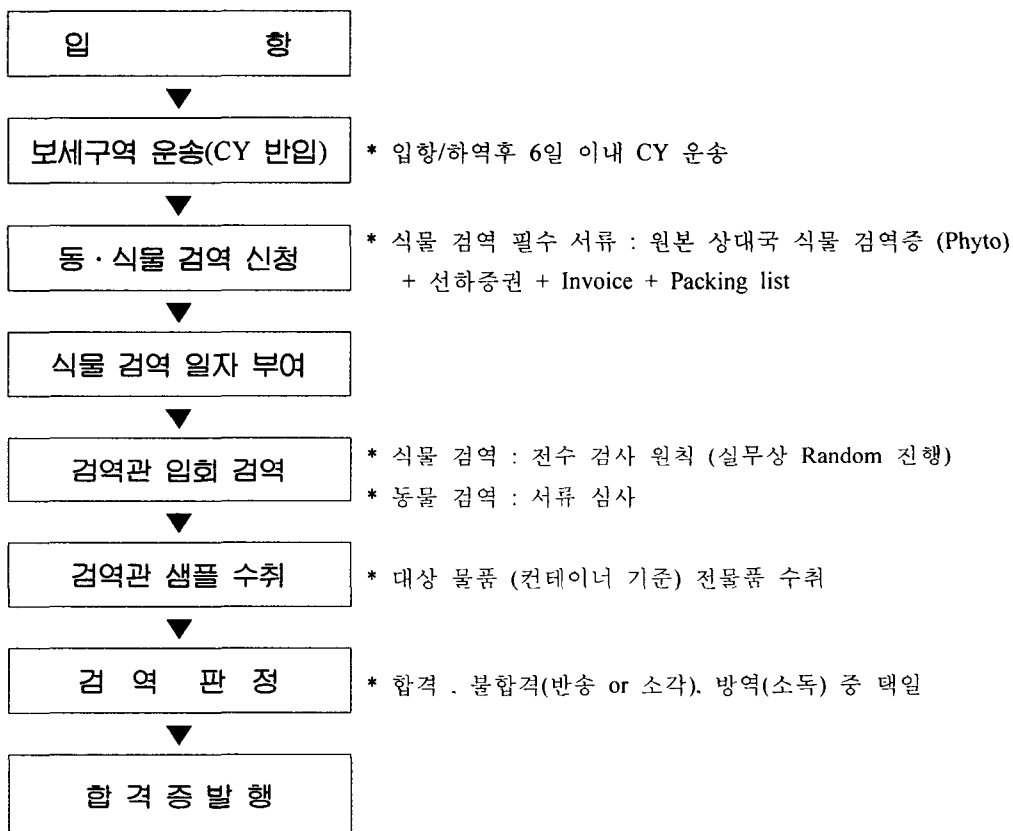 입 항
▼
보세구역 운송(CY 반입) * 입항/하역후 6일 이내 CY 운송
▼
동·식물 검역 신청 * 식물 검역 필수 서류 : 원본 상대국 식물 검역증 (Phyto)
+ 선하증권 + Invoice + Packing list
▼
식물 검역 일자 부여
▼
검역관 입회 검역 * 식물 검역 : 전수 검사 원칙 (실무상 Random 진행)
* 동물 검역 : 서류 심사
▼
검역관 샘플 수취 * 대상 물품 (컨테이너 기준) 전물품 수취
▼
검 역 판 정 * 합격 . 불합격(반송 or 소각). 방역(소독) 중 택일
▼
합 격 증 발 행